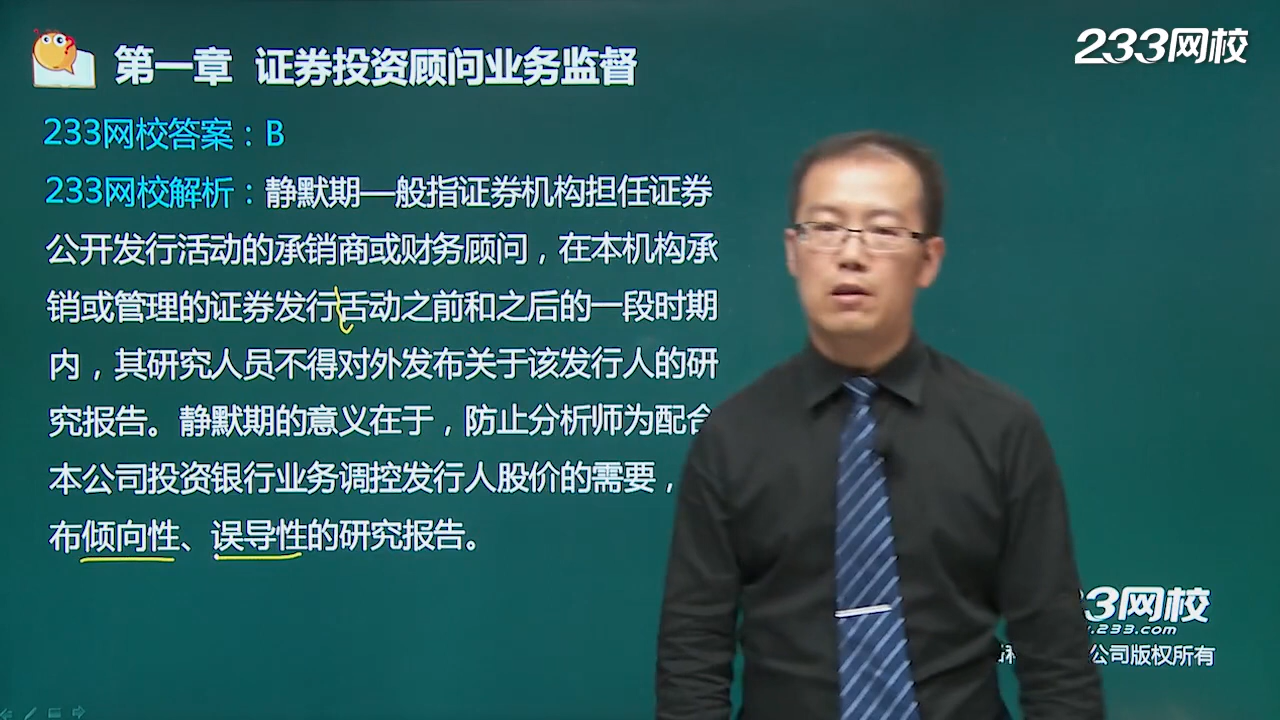 第一章 证券投资顾问业务监督
233网校
233网校答案：B
233网校解析：静默期一般指证券机构担任证券
公开发行活动的承销商或财务顾问，在本机构承
销或管理的证券发行活动之前和之后的一段时期
内，其研究人员不得对外发布关于该发行人的研
究报告。静默期的意义在于，防止分析师为配合
本公司投资银行业务调控发行人股价的需要，
布倾向性、误导性的研究报告。
3网校
.233.com
公司版权所有